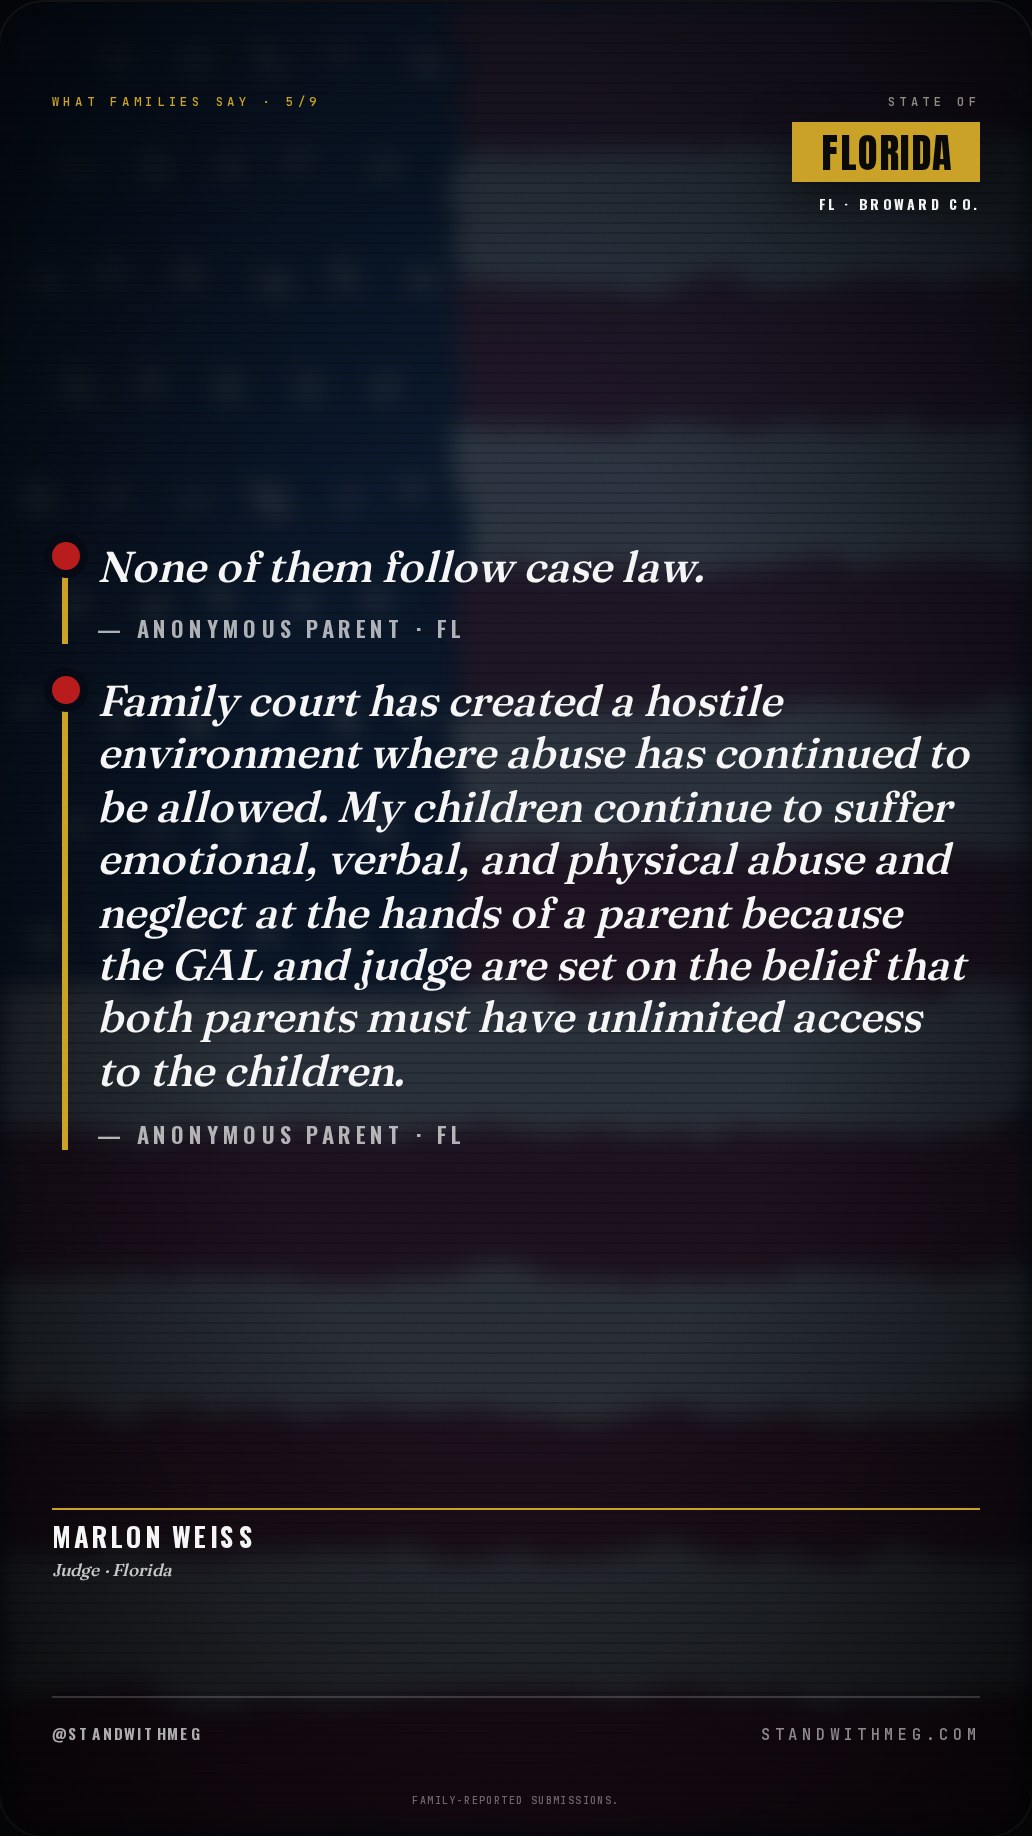 WHAT FAMILIES SAY · 5/9
STATE OF
FLORIDA
FL · BROWARD CO.
None of them follow case law.
— ANONYMOUS PARENT · FL
Family court has created a hostile
environment where abuse has continued to
be allowed. My children continue to suffer
emotional, verbal, and physical abuse and
neglect at the hands of a parent because
the GAL and judge are set on the belief that
both parents must have unlimited access
to the children.
— ANONYMOUS PARENT · FL
MARLON WEISS
Judge · Florida
@STANDWITHMEG
STANDWITHMEG.COM
FAMILY-REPORTED SUBMISSIONS.